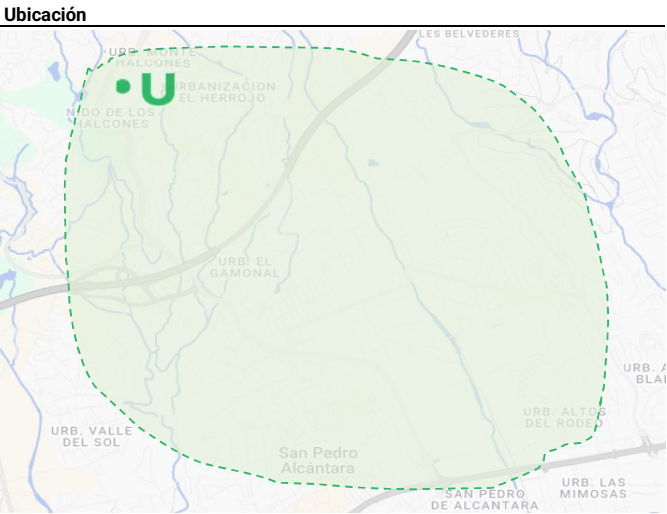 Ubicación
LES BELVEDERES
URB. MONTE
HALCONES
U
URBANIZACION
EL HERROJO
NIDO DE LOS
HALCONES
URB. EL
GAMONAL
URB. A
BLA
URB. ALTOS
DEL RODEO
URB. VALLE
DEL SOL
San Pedro
Alcántara
SAN PEDRO
DE ALCANTARA
URB. LAS
MIMOSAS